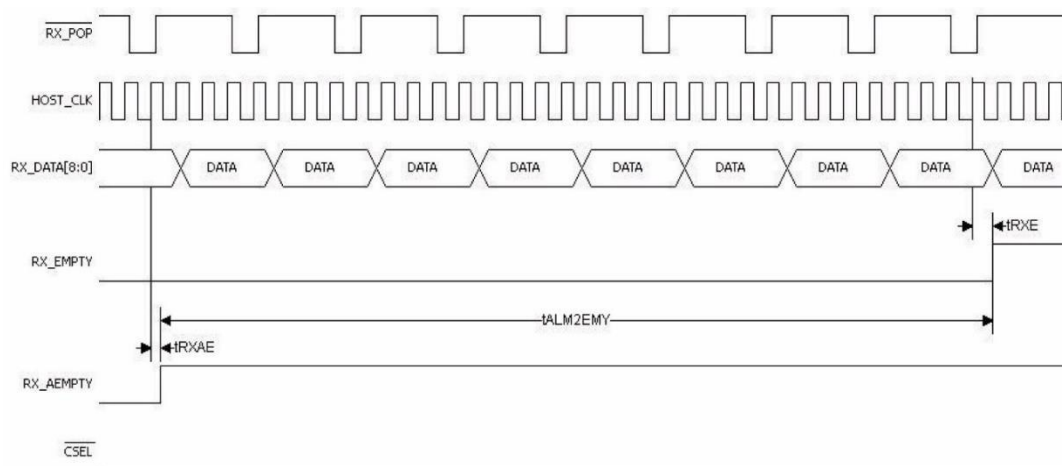 RX_POP
HOST_CLK
RX_DATA[8:0] DATA DATA DATA DATA DATA DATA DATA DATA DATA
tRXE
RX_EMPTY
tALM2EMY
tRXAE
RX_AEMPTY
CSEL